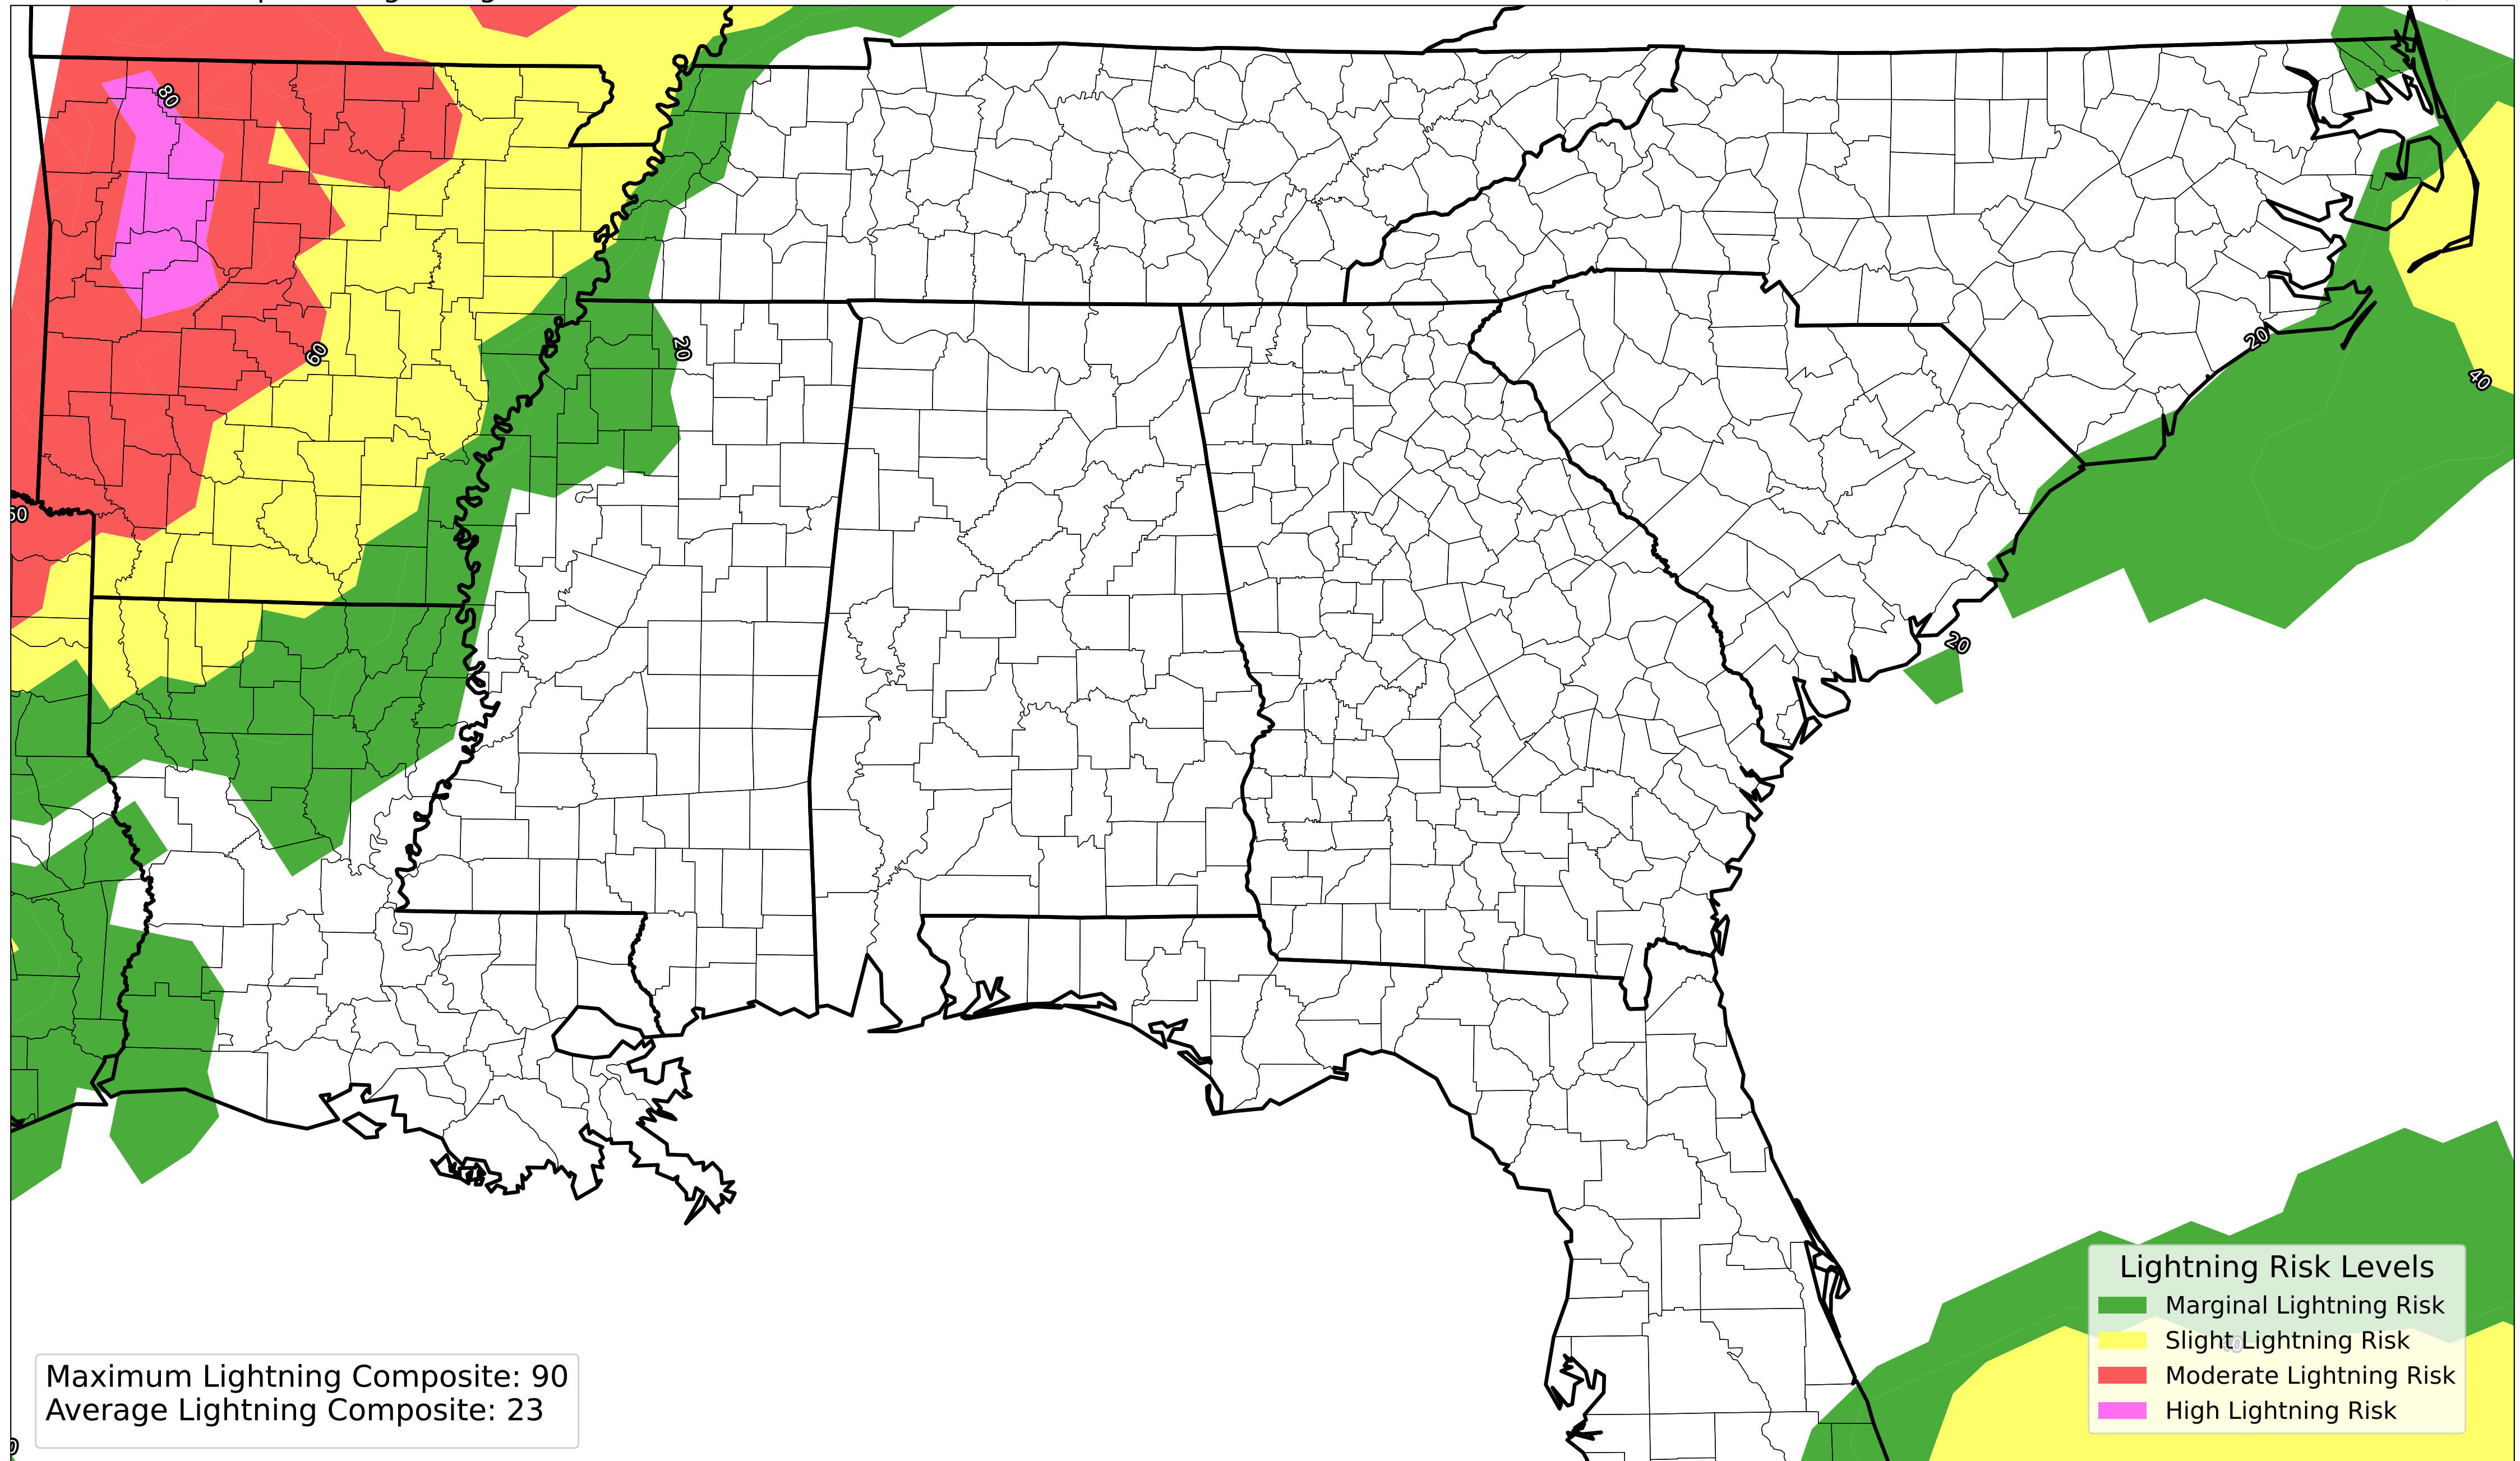 80
20
60
20
40
20
Lightning Risk Levels
Marginal Lightning Risk
Slight Lightning Risk
Moderate Lightning Risk
High Lightning Risk
Maximum Lightning Composite: 90
Average Lightning Composite: 23